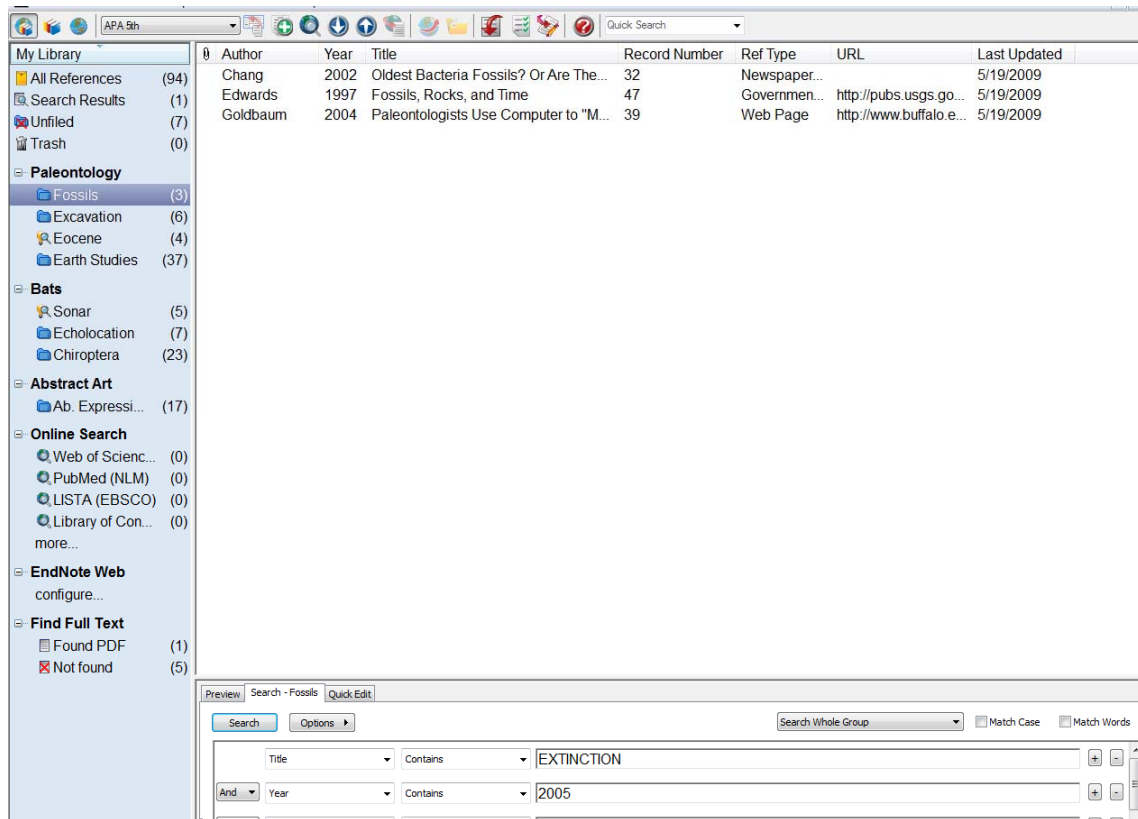 APA 5th Quick Search
My Library
All References (94)
Search Results (1)
Unfiled (7)
Trash (0)
Paleontology
Fossils (3)
Excavation (6)
Eocene (4)
Earth Studies (37)
Bats
Sonar (5)
Echolocation (7)
Chiroptera (23)
Abstract Art
Ab. Expressi... (17)
Online Search
Web of Scienc... (0)
PubMed (NLM) (0)
LISTA (EBSCO) (0)
Library of Con... (0)
more...
EndNote Web
configure...
Find Full Text
Found PDF (1)
Not found (5)
Author Year Title Record Number Ref Type URL Last Updated
Chang 2002 Oldest Bacteria Fossils? Or Are The... 32 Newspaper... 5/19/2009
Edwards 1997 Fossils, Rocks, and Time 47 Governmen... http://pubs.usgs.go... 5/19/2009
Goldbaum 2004 Paleontologists Use Computer to "M... 39 Web Page http://www.buffalo.e... 5/19/2009
Preview Search - Fossils Quick Edit
Search Options Search Whole Group Match Case Match Words
Title Contains EXTINCTION + -
And Year Contains 2005 + -